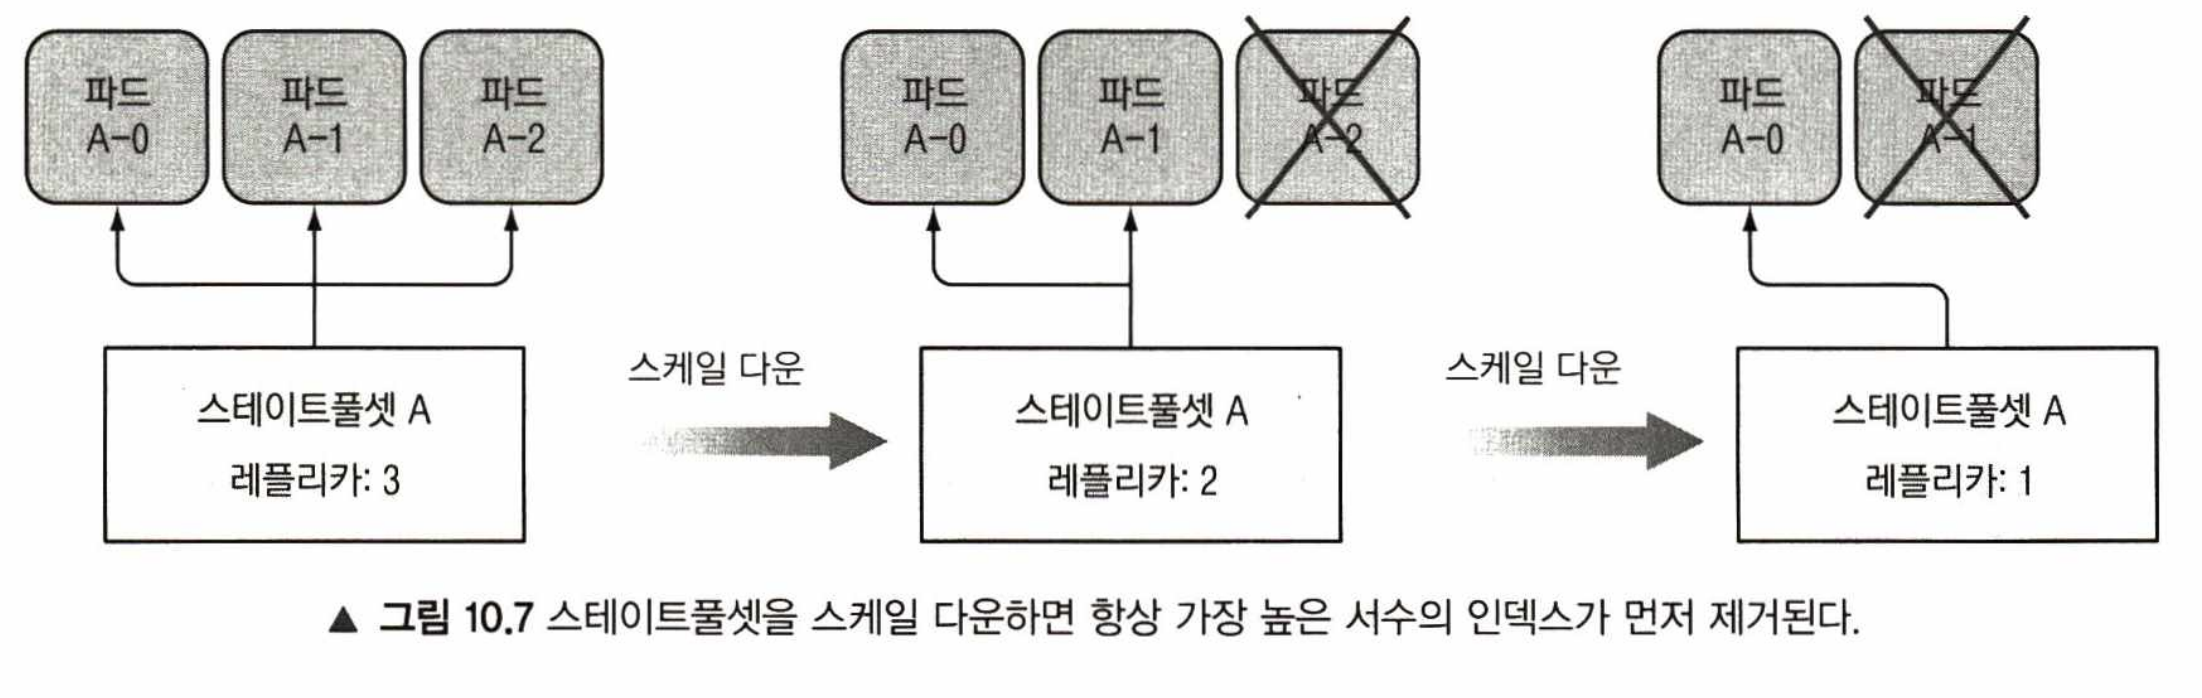 파드
A-0
파드
A-1
파드
A-2
스테이트풀셋 A
레플리카: 3
스케일 다운
파드
A-0
파드
A-1
파드
A-2
스테이트풀셋 A
레플리카: 2
스케일 다운
파드
A-0
파드
A-1
스테이트풀셋 A
레플리카: 1
▲ 그림 10.7 스테이트풀셋을 스케일 다운하면 항상 가장 높은 서수의 인덱스가 먼저 제거된다.